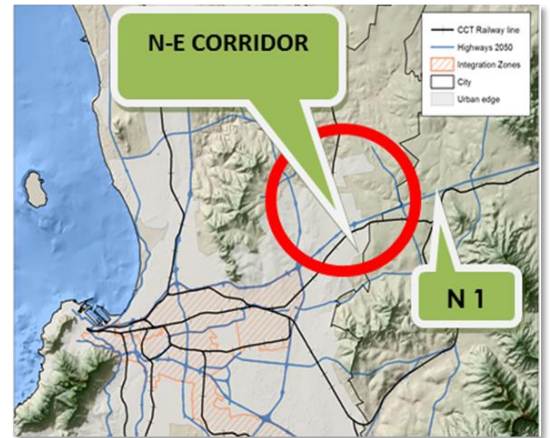 N-E CORRIDOR
CCT Railway line
Highways 2050
Integration Zones
City
Urban edge
N 1